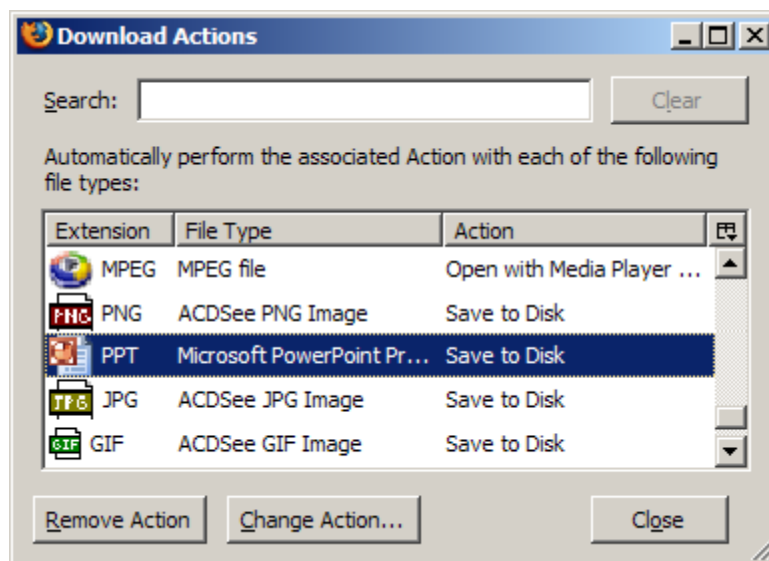 Download Actions
Search:
Clear
Automatically perform the associated Action with each of the following
file types:
Extension File Type Action
MPEG MPEG file Open with Media Player ...
PNG PNG ACDSee PNG Image Save to Disk
PPT Microsoft PowerPoint Pr... Save to Disk
JPG JPG ACDSee JPG Image Save to Disk
GIF GIF ACDSee GIF Image Save to Disk
Remove Action Change Action... Close